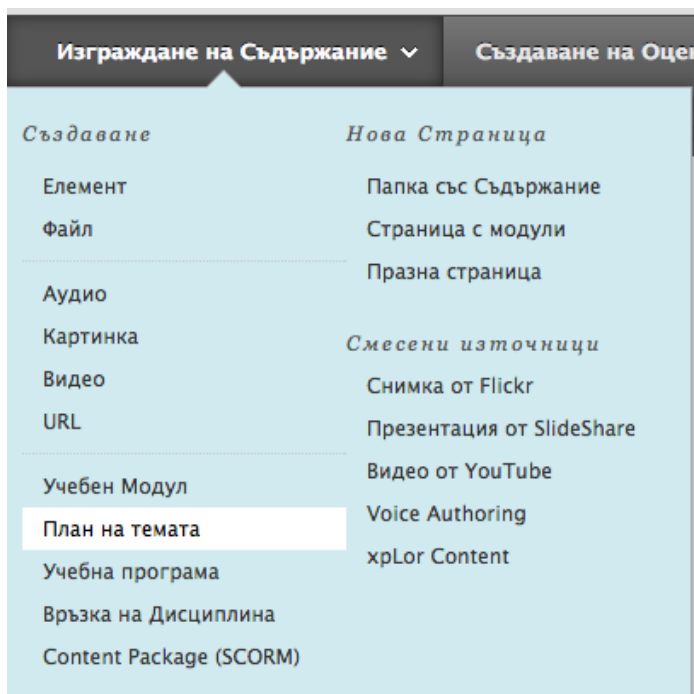 Изграждане на Съдържание
Създаване на
Създаване
Елемент
Файл
Аудио
Картинка
Видео
URL
Учебен Модул
План на темата
Учебна програма
Връзка на Дисциплина
Content Package (SCORM)
Нова Страница
Папка със Съдържание
Страница с модули
Празна страница
Смесени източници
Снимка от Flickr
Презентация от SlideShare
Видео от YouTube
Voice Authoring
xpLor Content